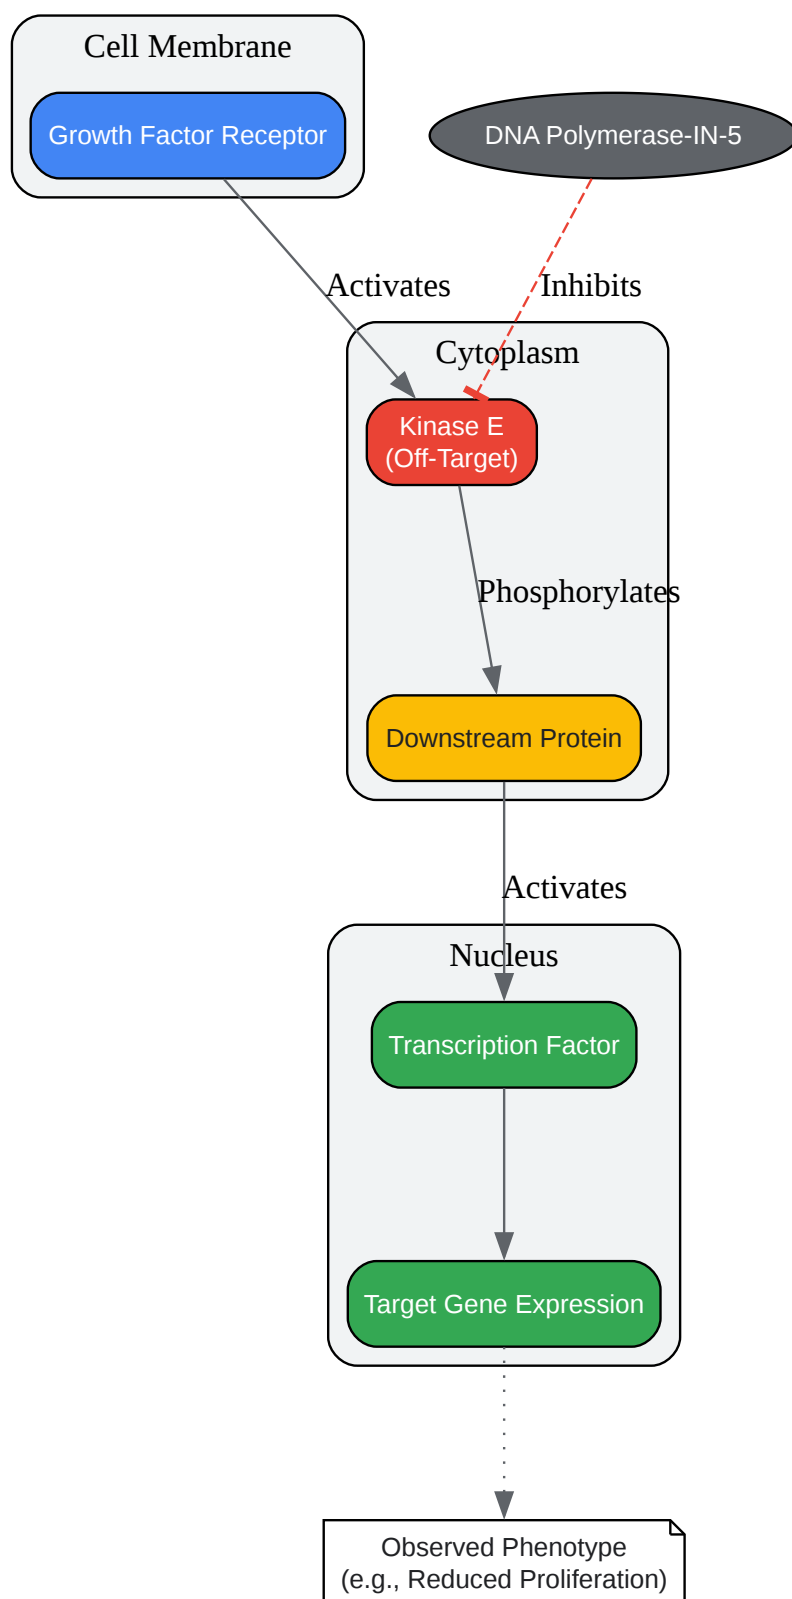 Cell Membrane
Growth Factor Receptor
DNA Polymerase-IN-5
Activates
Inhibits
Cytoplasm
Kinase E
(Off-Target)
Phosphorylates
Downstream Protein
Activates
Nucleus
Transcription Factor
Target Gene Expression
Observed Phenotype
(e.g., Reduced Proliferation)